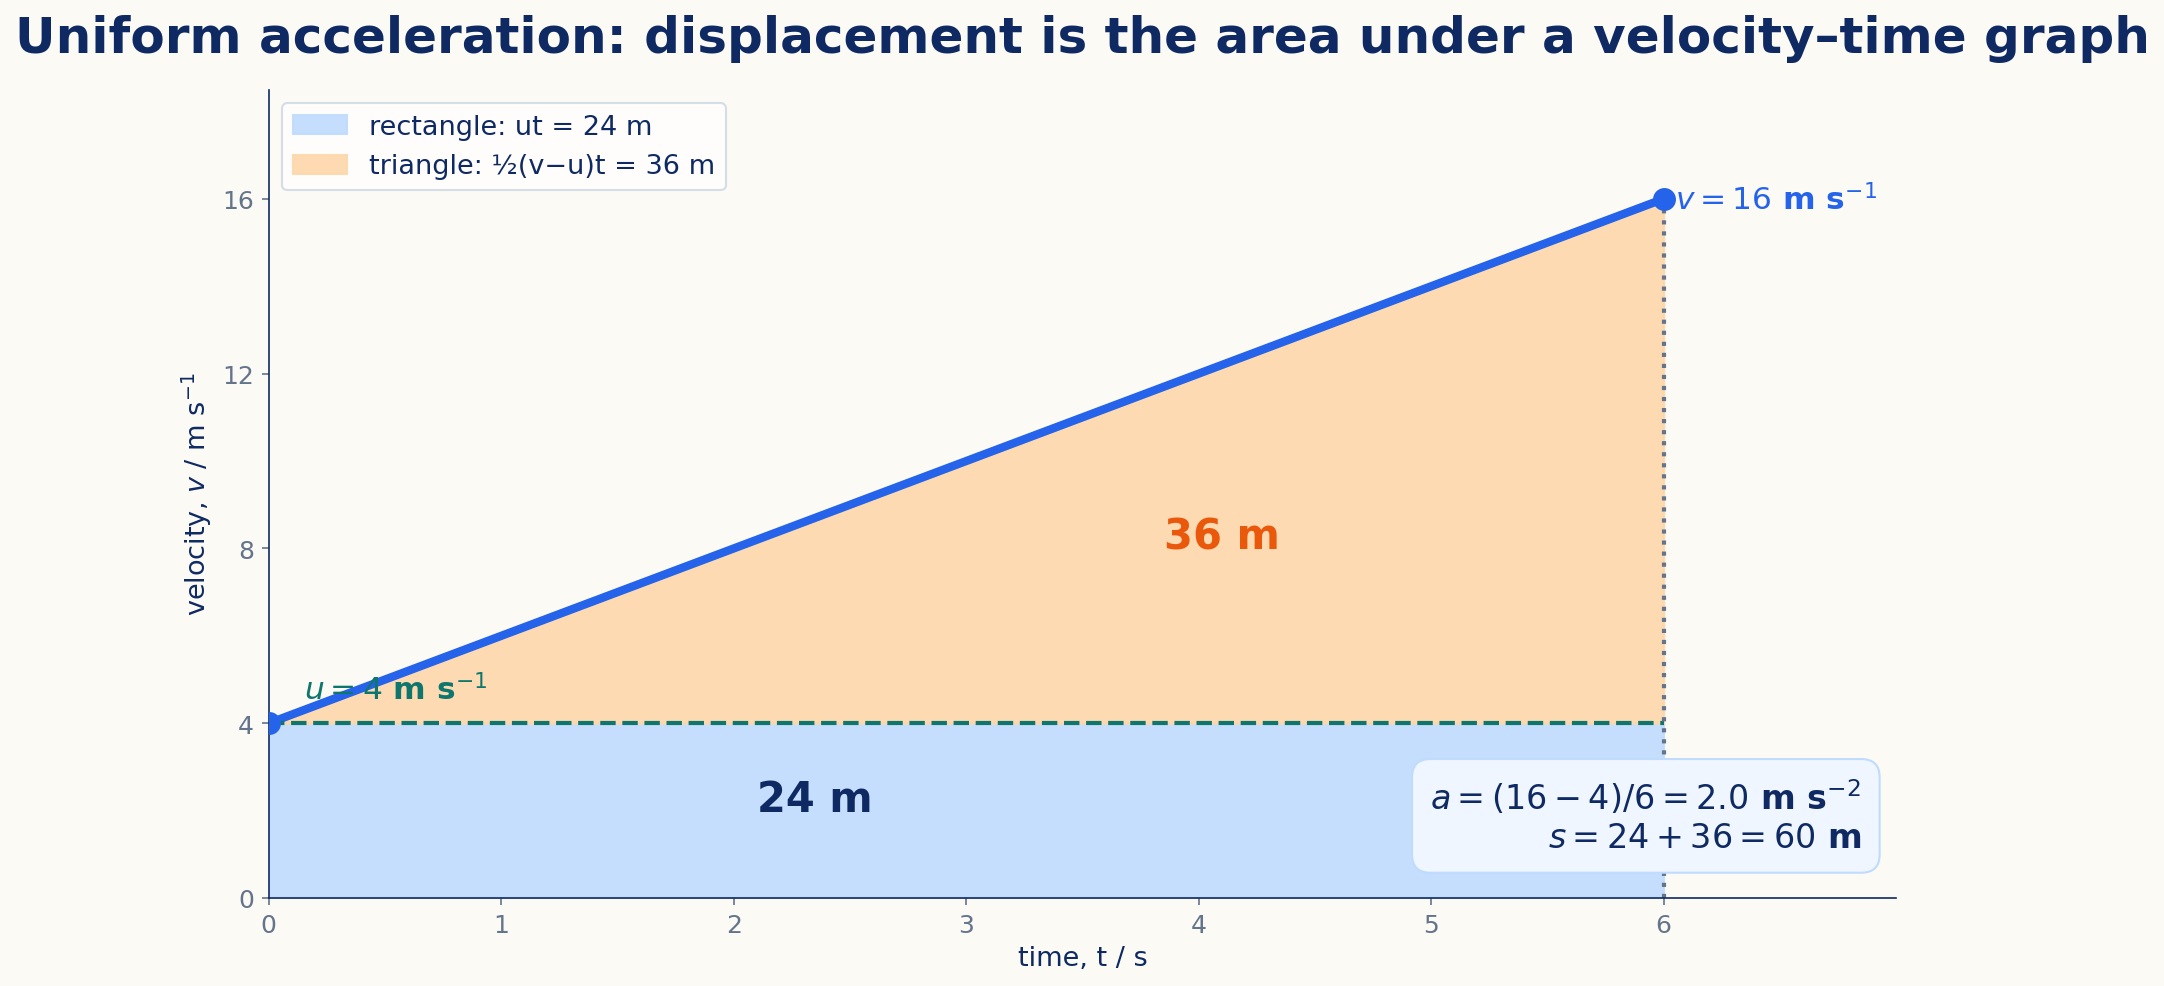 Uniform acceleration: displacement is the area under a velocity–time graph
rectangle: ut = 24 m
triangle: ½(v−u)t = 36 m
16
v = 16 m s⁻¹
12
velocity, v / m s⁻¹
36 m
8
u = 4 m s⁻¹
4
24 m
a = (16 − 4)/6 = 2.0 m s⁻²
s = 24 + 36 = 60 m
0
0 1 2 3 4 5 6
time, t / s